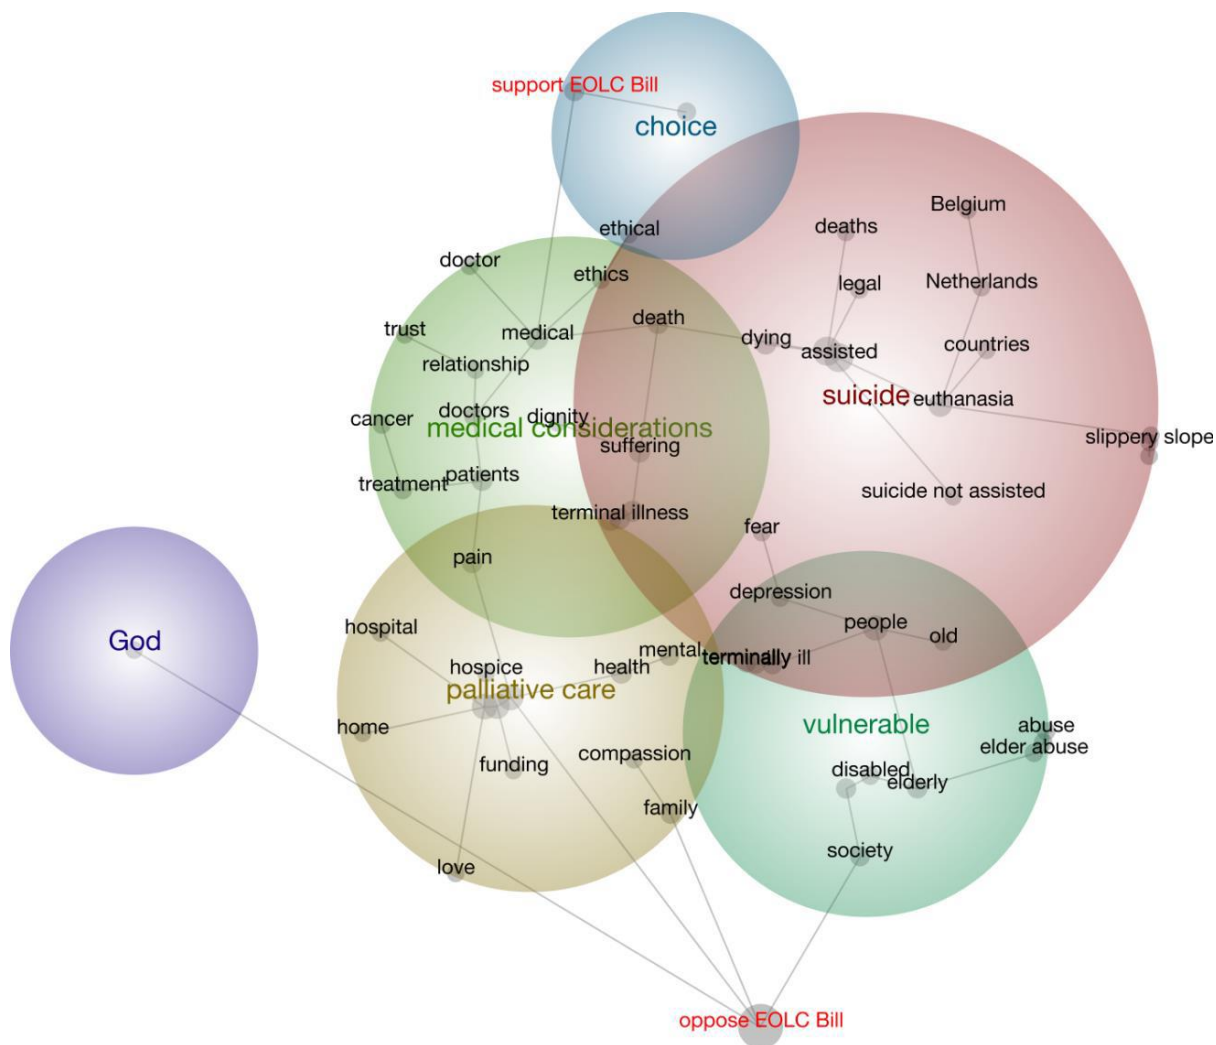 support EOLC Bill
choice
Belgium
ethical
deaths
doctor
ethics
legal
Netherlands
trust
medical
death
dying
assisted
countries
relationship
suicide
euthanasia
cancer
doctors
dignity
medical considerations
suffering
slippery slope
treatment
patients
suicide not assisted
terminal illness
fear
pain
depression
God
hospital
people
old
hospice
health
mental
terminally ill
palliative care
home
vulnerable
abuse
elder abuse
funding
compassion
disabled
elderly
family
love
society
oppose EOLC Bill